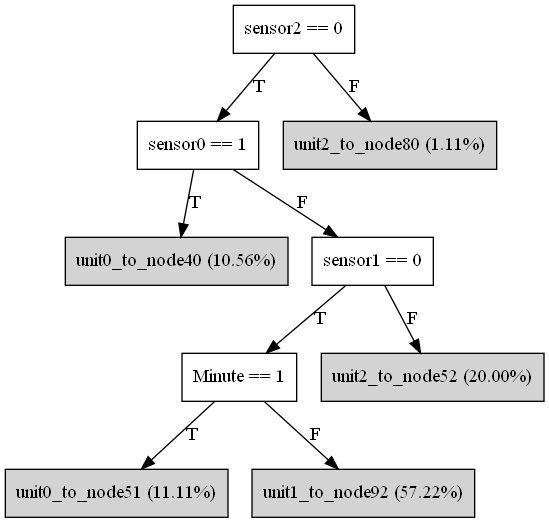 sensor2 == 0
T
F
sensor0 == 1
unit2_to_node80 (1.11%)
T
F
unit0_to_node40 (10.56%)
sensor1 == 0
T
F
Minute == 1
unit2_to_node52 (20.00%)
T
F
unit0_to_node51 (11.11%)
unit1_to_node92 (57.22%)